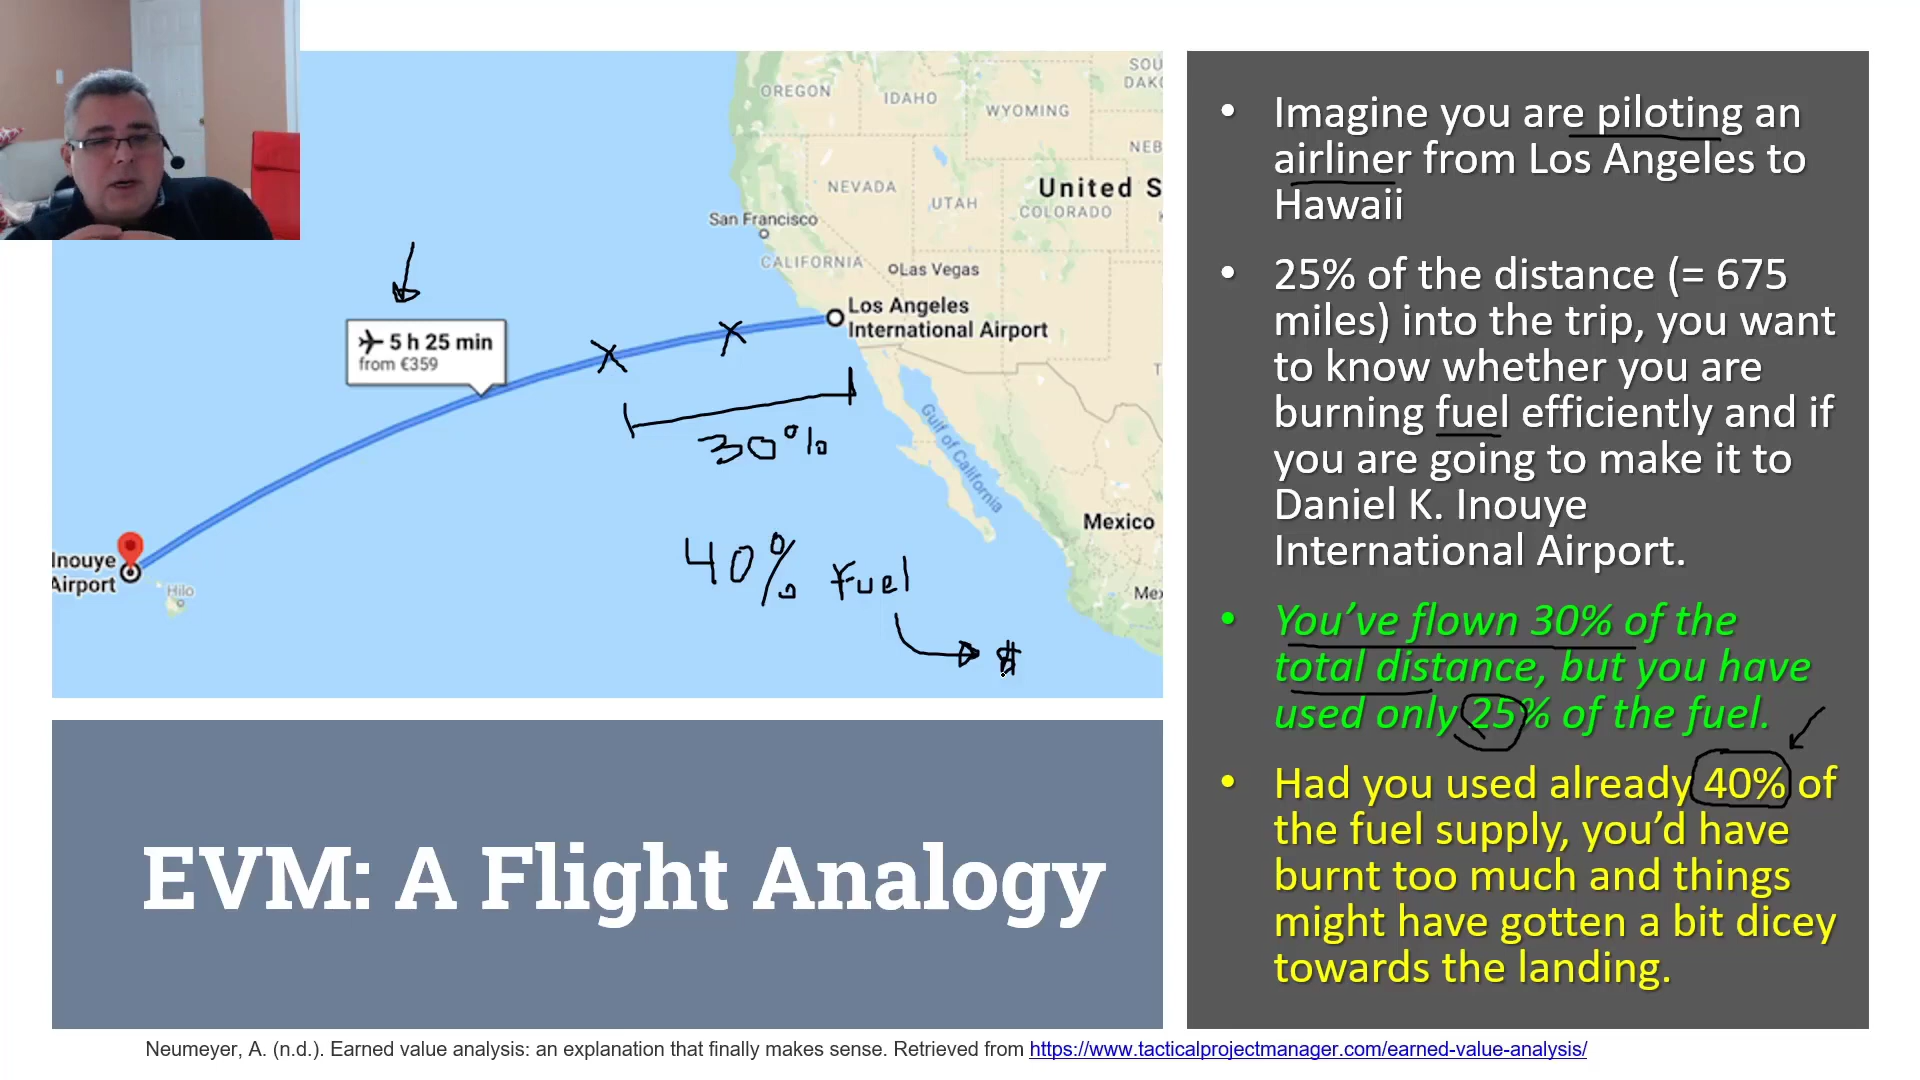 OREGON
IDAHO
WYOMING
SOU
DAK
NEB
NEVADA
UTAH
United S
COLORADO
San Francisco
CALIFORNIA
Las Vegas
Los Angeles
International Airport
5 h 25 min
from €359
30%
Gulf of California
Mexico
40% fuel
$
Inouye
Airport
Hilo
Mex
EVM: A Flight Analogy
• Imagine you are piloting an
airliner from Los Angeles to
Hawaii
• 25% of the distance (= 675
miles) into the trip, you want
to know whether you are
burning fuel efficiently and if
you are going to make it to
Daniel K. Inouye
International Airport.
• You’ve flown 30% of the
total distance, but you have
used only 25% of the fuel.
• Had you used already 40% of
the fuel supply, you’d have
burnt too much and things
might have gotten a bit dicey
towards the landing.
Neumeyer, A. (n.d.). Earned value analysis: an explanation that finally makes sense. Retrieved from https://www.tacticalprojectmanager.com/earned-value-analysis/